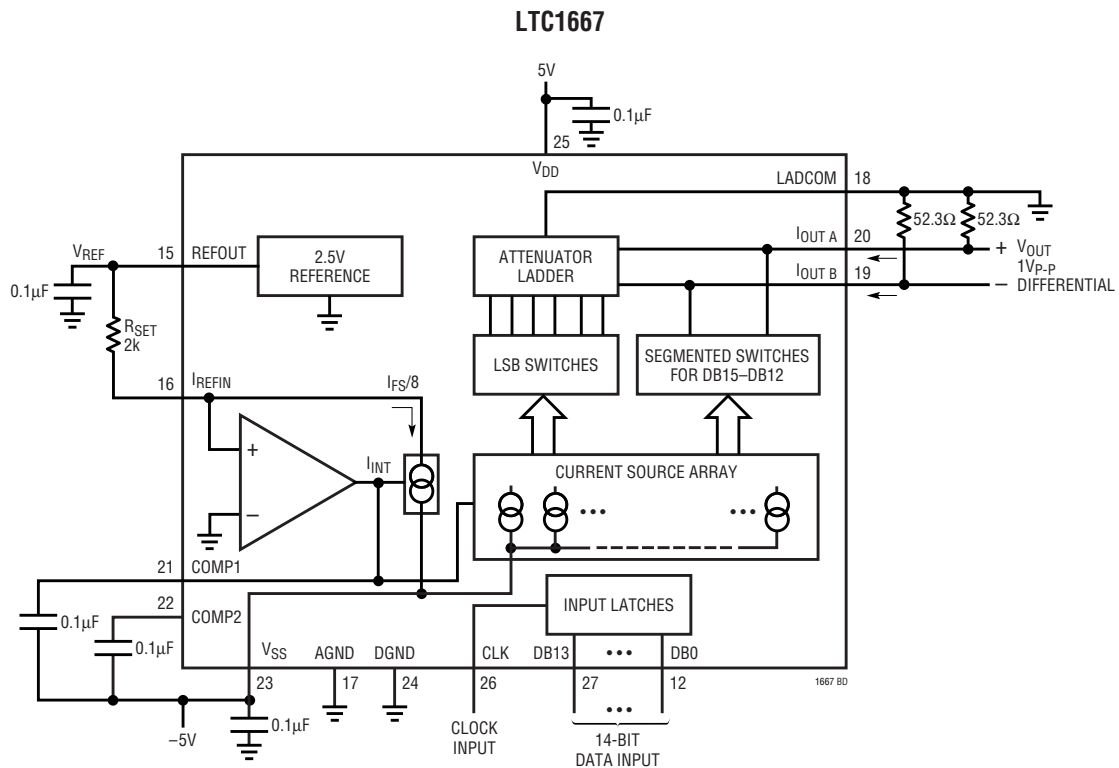 LTC1667
5V
0.1µF
25
VDD
LADCOM
18
52.3Ω
52.3Ω
VREF
15
REFOUT
2.5V
REFERENCE
ATTENUATOR
LADDER
IOUT A
20
+
VOUT
1VP-P
DIFFERENTIAL
IOUT B
19
–
0.1µF
RSET
2k
LSB SWITCHES
SEGMENTED SWITCHES
FOR DB15–DB12
16
IREFIN
IFS/8
+
–
IINT
CURRENT SOURCE ARRAY
•••
•••
21
COMP1
22
COMP2
0.1µF
0.1µF
INPUT LATCHES
VSS
AGND
DGND
CLK
DB13
•••
DB0
23
17
24
26
27
12
1667 BD
–5V
0.1µF
CLOCK
INPUT
•••
14-BIT
DATA INPUT